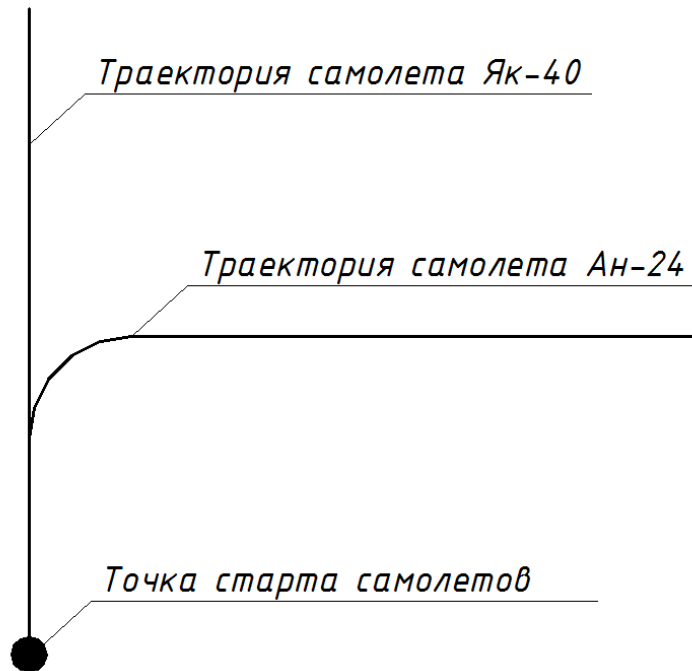 Траектория самолета Як-40
Траектория самолета Ан-24
Точка старта самолетов